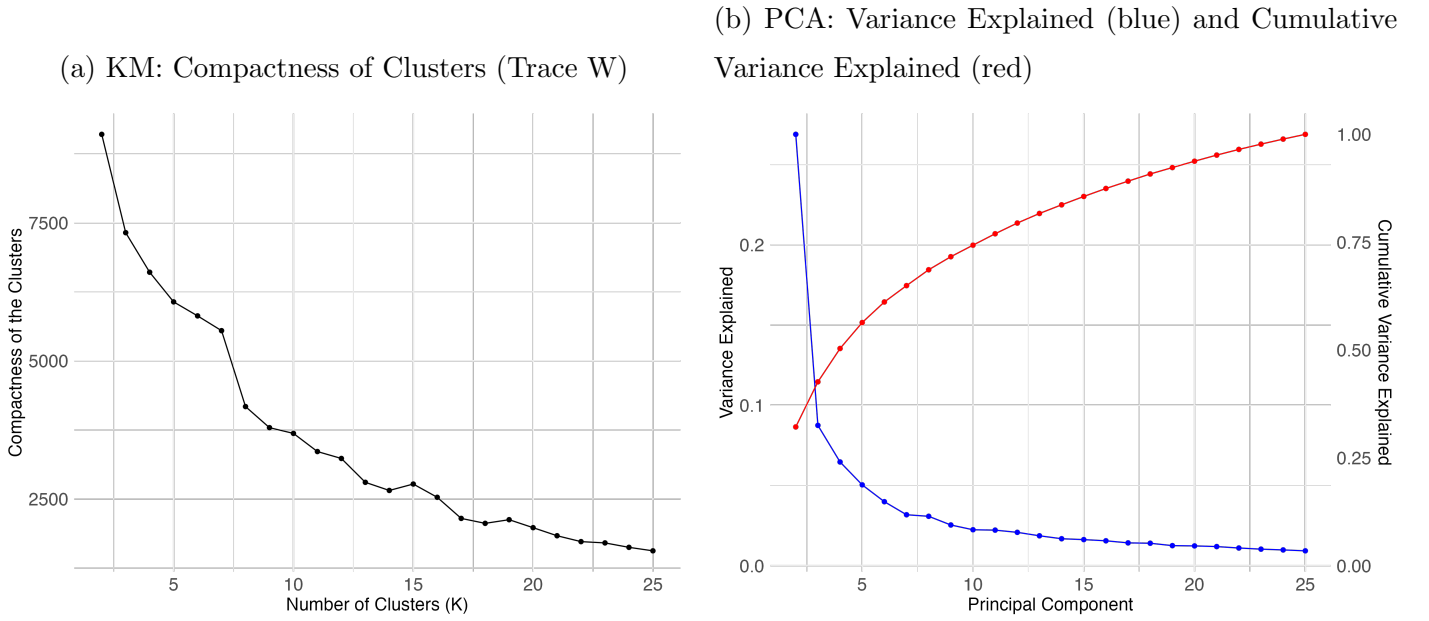 (a) KM: Compactness of Clusters (Trace W)
Compactness of the Clusters
7500
5000
2500
5 10 15 20 25
Number of Clusters (K)
(b) PCA: Variance Explained (blue) and Cumulative
Variance Explained (red)
Variance Explained
0.2
0.1
0.0
1.00
0.75
0.50
0.25
0.00
Cumulative Variance Explained
5 10 15 20 25
Principal Component